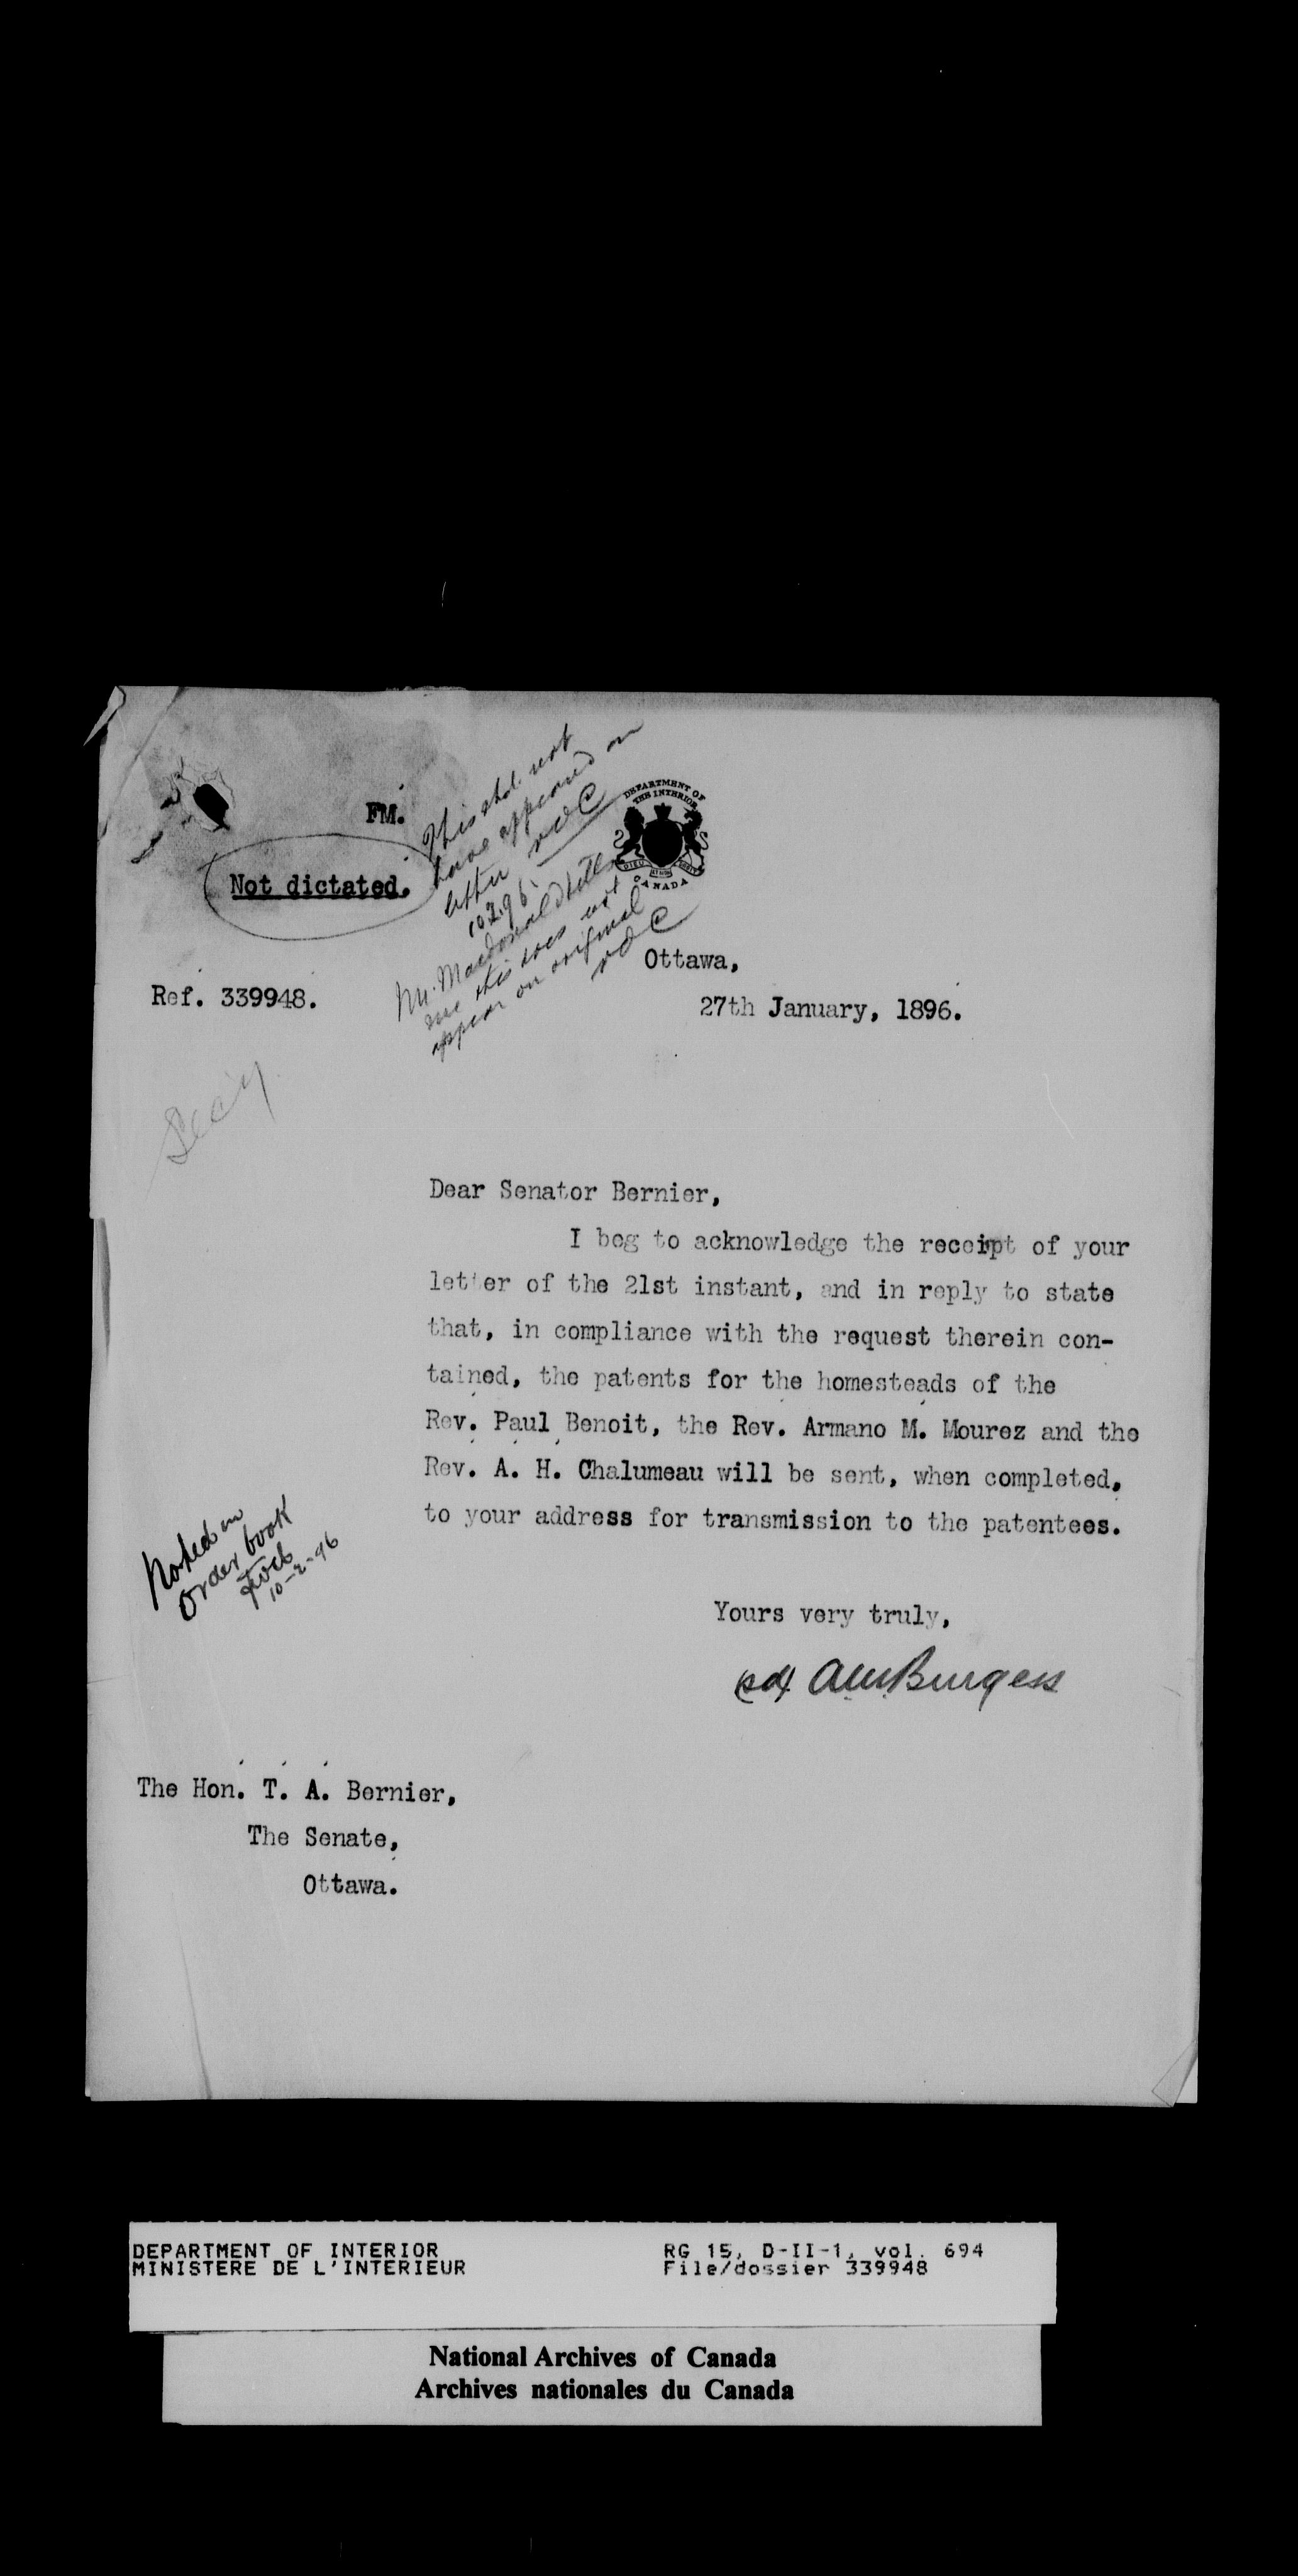 FM.
Not dictated.
This shd. not
have appeared on
letter
10.2.96
Mr. Macdonald tells
me this does not
appear on original
DEPARTMENT OF
THE INTERIOR
CANADA
Ottawa,
Ref. 339948.
27th January, 1896.
Secy
Dear Senator Bernier,
I beg to acknowledge the receipt of your
letter of the 21st instant, and in reply to state
that, in compliance with the request therein con-
tained, the patents for the homesteads of the
Rev. Paul Benoit, the Rev. Armano M. Mourez and the
Rev. A. H. Chalumeau will be sent, when completed,
to your address for transmission to the patentees.
Noted in
Order book
10-2-96
Yours very truly,
sd AM Burgess
The Hon. T. A. Bernier,
The Senate,
Ottawa.
DEPARTMENT OF INTERIOR
MINISTERE DE L'INTERIEUR
RG 15, D-II-1, vol. 694
File/dossier 339948
National Archives of Canada
Archives nationales du Canada